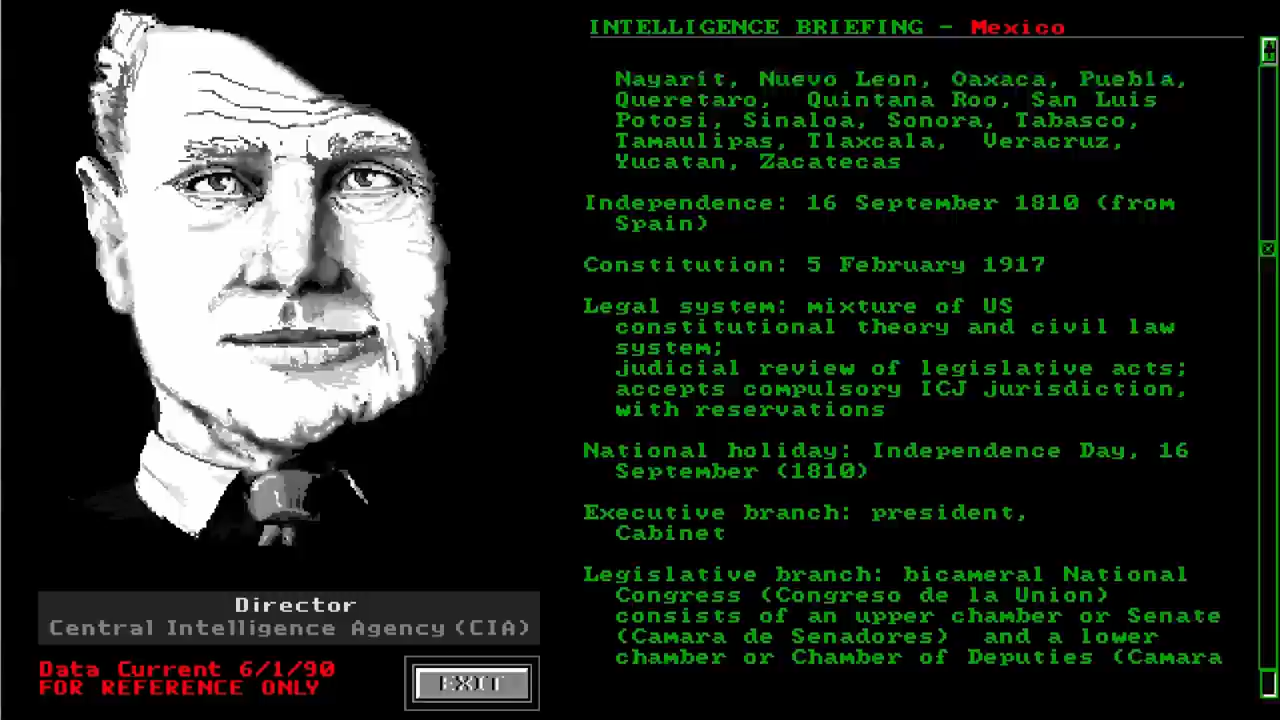 INTELLIGENCE BRIEFING - Mexico
Nayarit, Nuevo Leon, Oaxaca, Puebla,
Queretaro,  Quintana Roo, San Luis
Potosi, Sinaloa, Sonora, Tabasco,
Tamaulipas, Tlaxcala,  Veracruz,
Yucatan, Zacatecas
Independence: 16 September 1810 (from
Spain)
Constitution: 5 February 1917
Legal system: mixture of US
constitutional theory and civil law
system;
judicial review of legislative acts;
accepts compulsory ICJ jurisdiction,
with reservations
National holiday: Independence Day, 16
September (1810)
Executive branch: president,
Cabinet
Legislative branch: bicameral National
Congress (Congreso de la Union)
consists of an upper chamber or Senate
(Camara de Senadores)  and a lower
chamber or Chamber of Deputies (Camara
Director
Central Intelligence Agency (CIA)
Data Current 6/1/90
FOR REFERENCE ONLY
EXIT